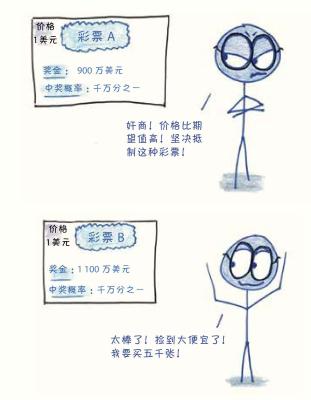 价格
1美元
彩票 A
奖金： 900 万美元
中奖概率：千万分之一
奸商！价格比期
望值高！坚决抵
制这种彩票！
价格
1美元
彩票 B
奖金：1 100 万美元
中奖概率：千万分之一
太棒了！捡到大便宜了！
我要买五千张！